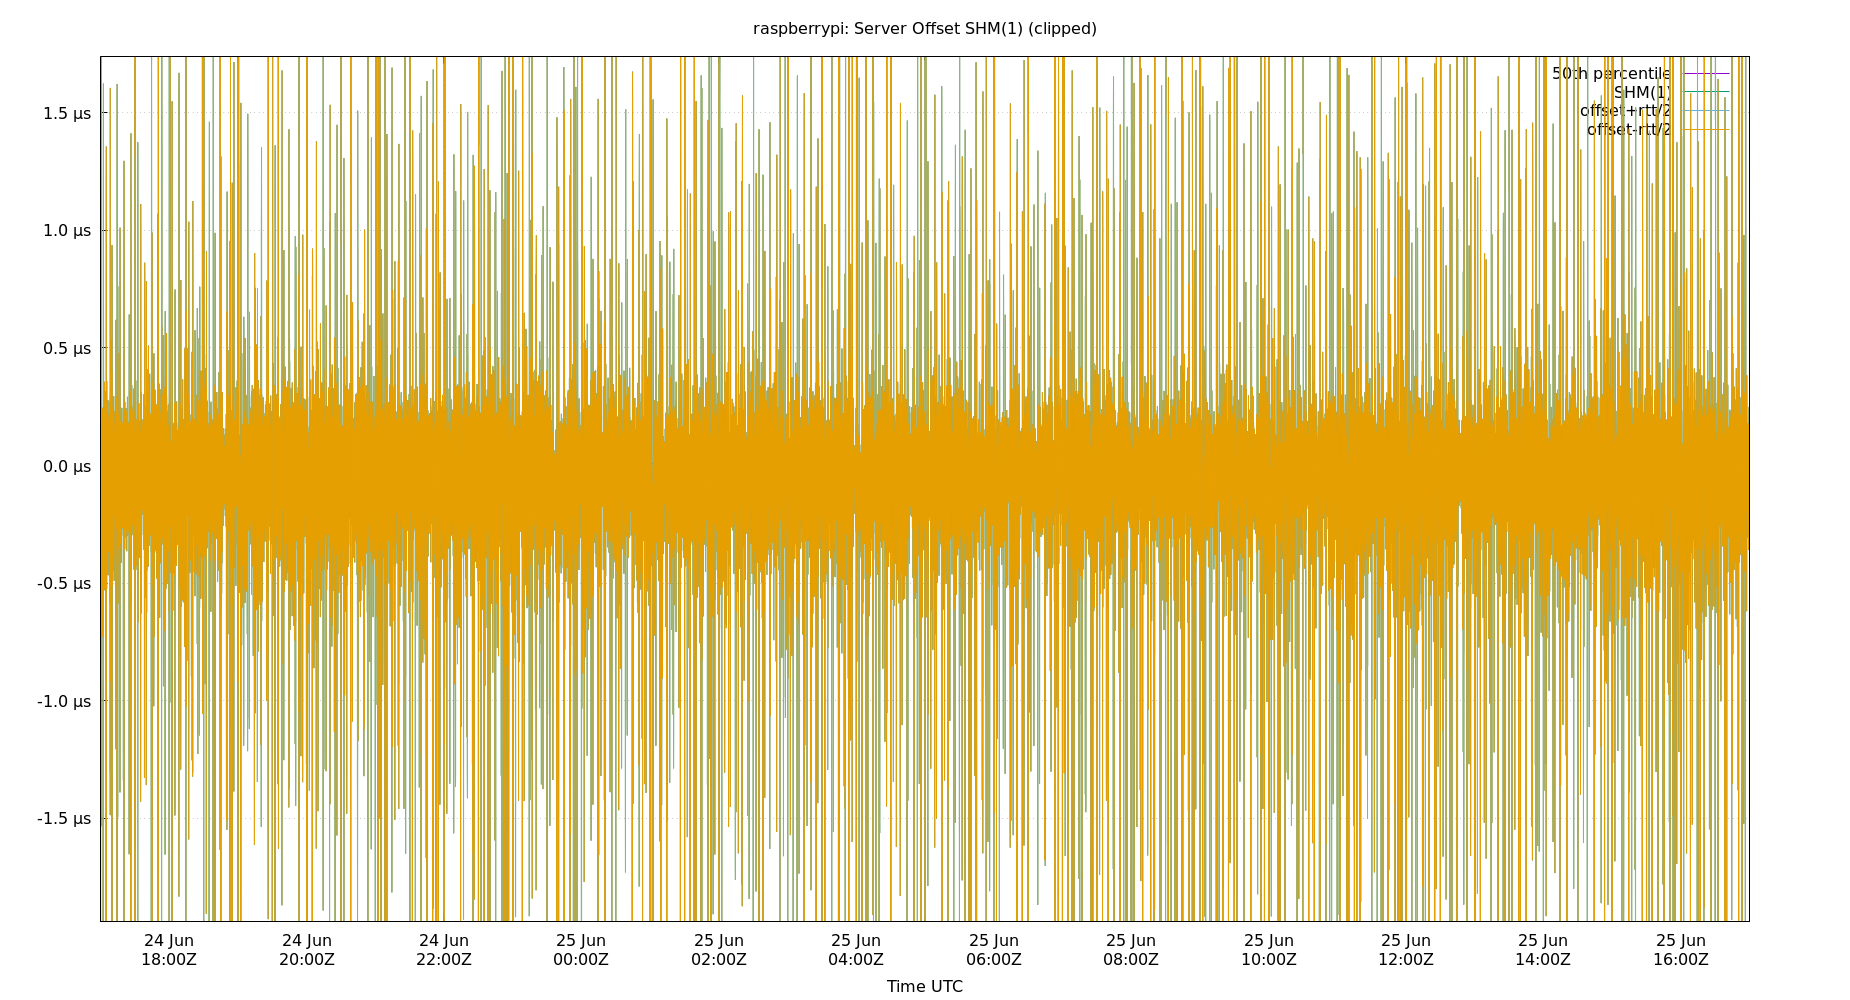 raspberrypi: Server Offset SHM(1) (clipped)
50th percentile
SHM(1)
offset+rtt/2
offset-rtt/2
1.5 µs
1.0 µs
0.5 µs
0.0 µs
-0.5 µs
-1.0 µs
-1.5 µs
24 Jun 24 Jun 24 Jun 25 Jun 25 Jun 25 Jun 25 Jun 25 Jun 25 Jun 25 Jun 25 Jun 25 Jun
18:00Z 20:00Z 22:00Z 00:00Z 02:00Z 04:00Z 06:00Z 08:00Z 10:00Z 12:00Z 14:00Z 16:00Z
Time UTC